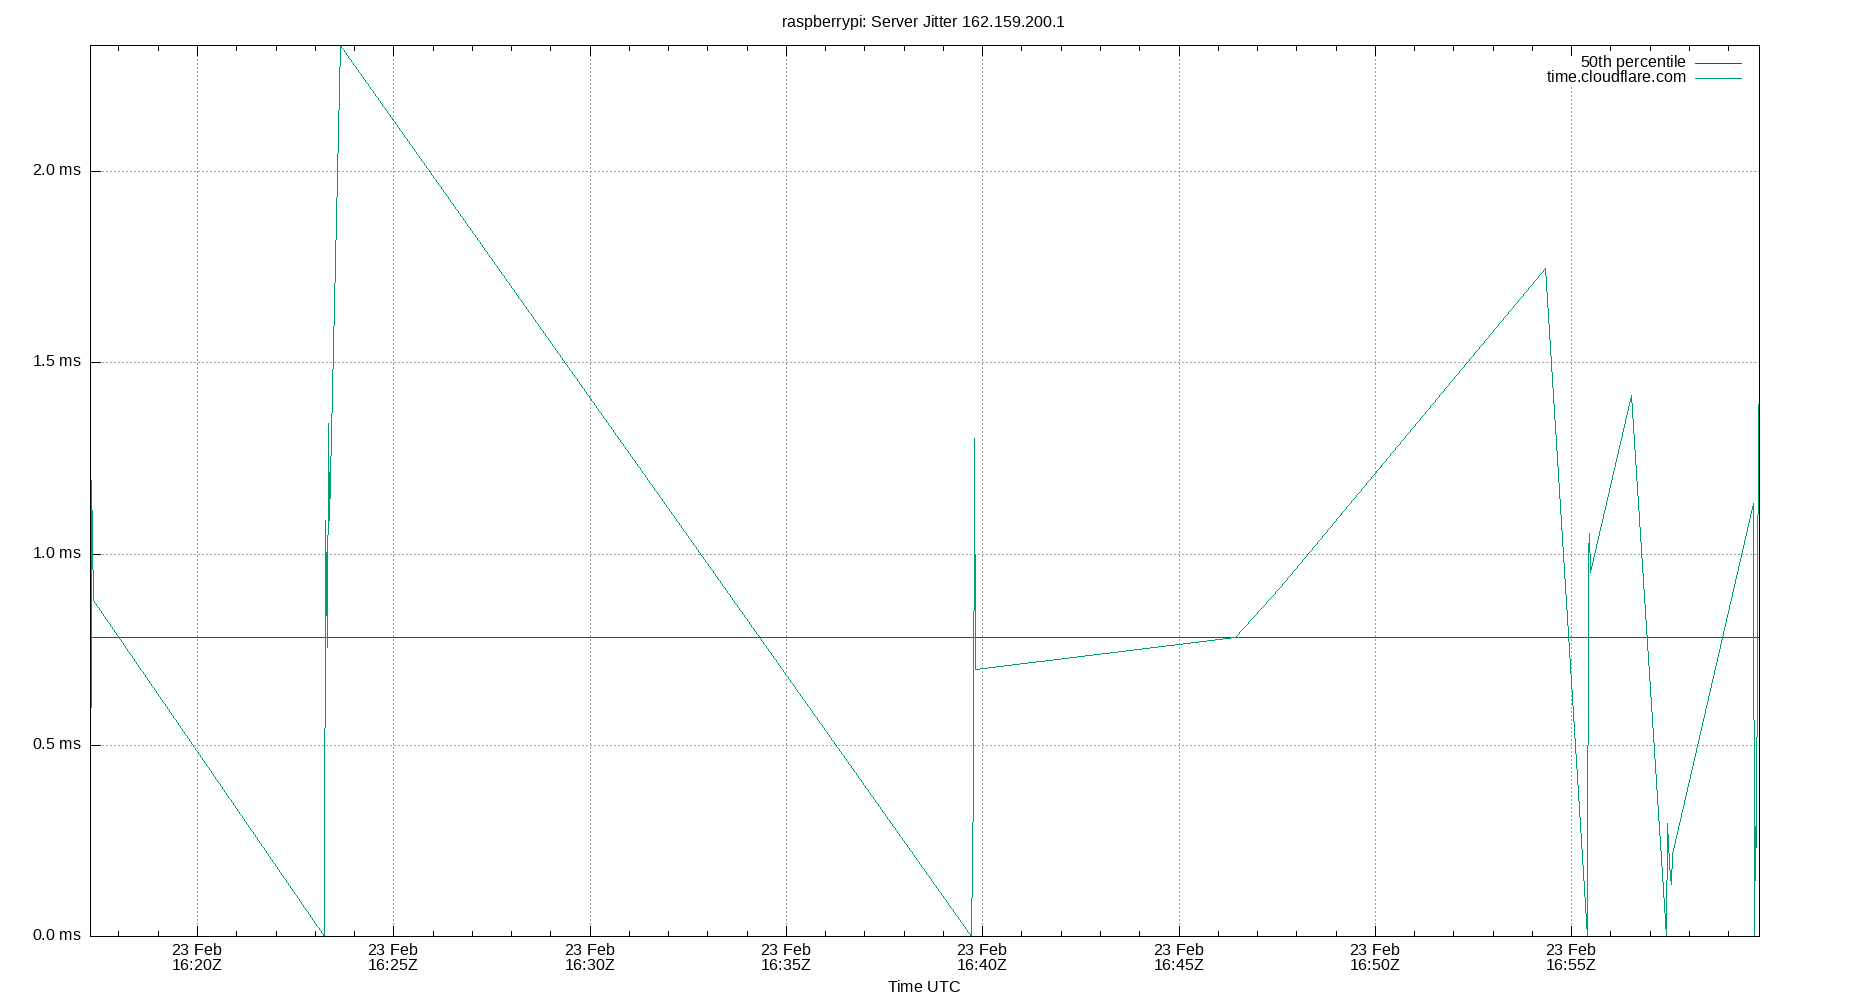 raspberrypi: Server Jitter 162.159.200.1
50th percentile
time.cloudflare.com
2.0 ms
1.5 ms
1.0 ms
0.5 ms
0.0 ms
23 Feb 23 Feb 23 Feb 23 Feb 23 Feb 23 Feb 23 Feb 23 Feb
16:20Z 16:25Z 16:30Z 16:35Z 16:40Z 16:45Z 16:50Z 16:55Z
Time UTC